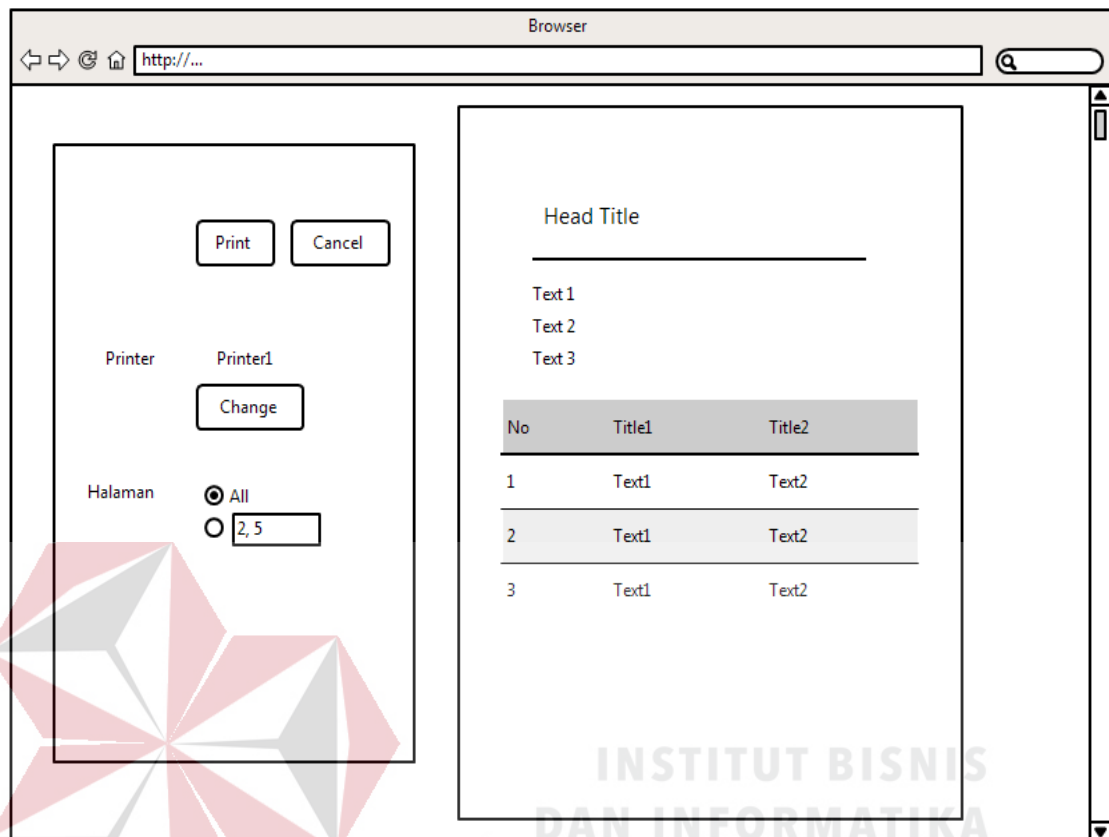 Browser
http://...
Print Cancel
Printer Printer1
Change
Halaman All
2, 5
Head Title
Text 1
Text 2
Text 3
No Title1 Title2
1 Text1 Text2
2 Text1 Text2
3 Text1 Text2
INSTITUT BISNIS
DAN INFORMATIKA